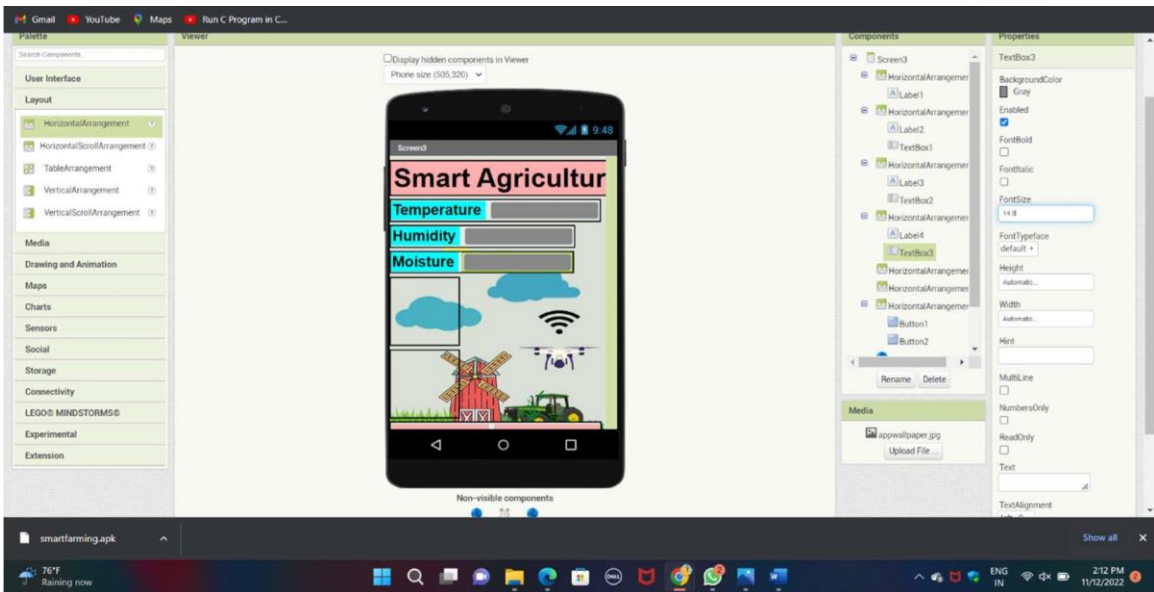 Gmail YouTube Maps Run C Program in C...
Palette Viewer Components Properties
Search Components...
User Interface
Layout
HorizontalArrangement ?
HorizontalScrollArrangement ?
TableArrangement ?
VerticalArrangement ?
VerticalScrollArrangement ?
Media
Drawing and Animation
Maps
Charts
Sensors
Social
Storage
Connectivity
LEGO® MINDSTORMS®
Experimental
Extension
Display hidden components in Viewer
Phone size (505,320)
9:48
Screen3
Smart Agricultur
Temperature
Humidity
Moisture
Non-visible components
Screen3
HorizontalArrangemer
Label1
HorizontalArrangemer
Label2
TextBox1
HorizontalArrangemer
Label3
TextBox2
HorizontalArrangemer
Label4
TextBox3
HorizontalArrangemer
HorizontalArrangemer
HorizontalArrangemer
Button1
Button2
Rename Delete
Media
appwallpaper.jpg
Upload File ...
TextBox3
BackgroundColor
Gray
Enabled
FontBold
FontItalic
FontSize
FontTypeface
default
Height
Automatic...
Width
Automatic...
Hint
MultiLine
NumbersOnly
ReadOnly
Text
TextAlignment
smartfarming.apk
Show all X
76°F
Raining now
DELL
ENG
IN
2:12 PM
11/12/2022